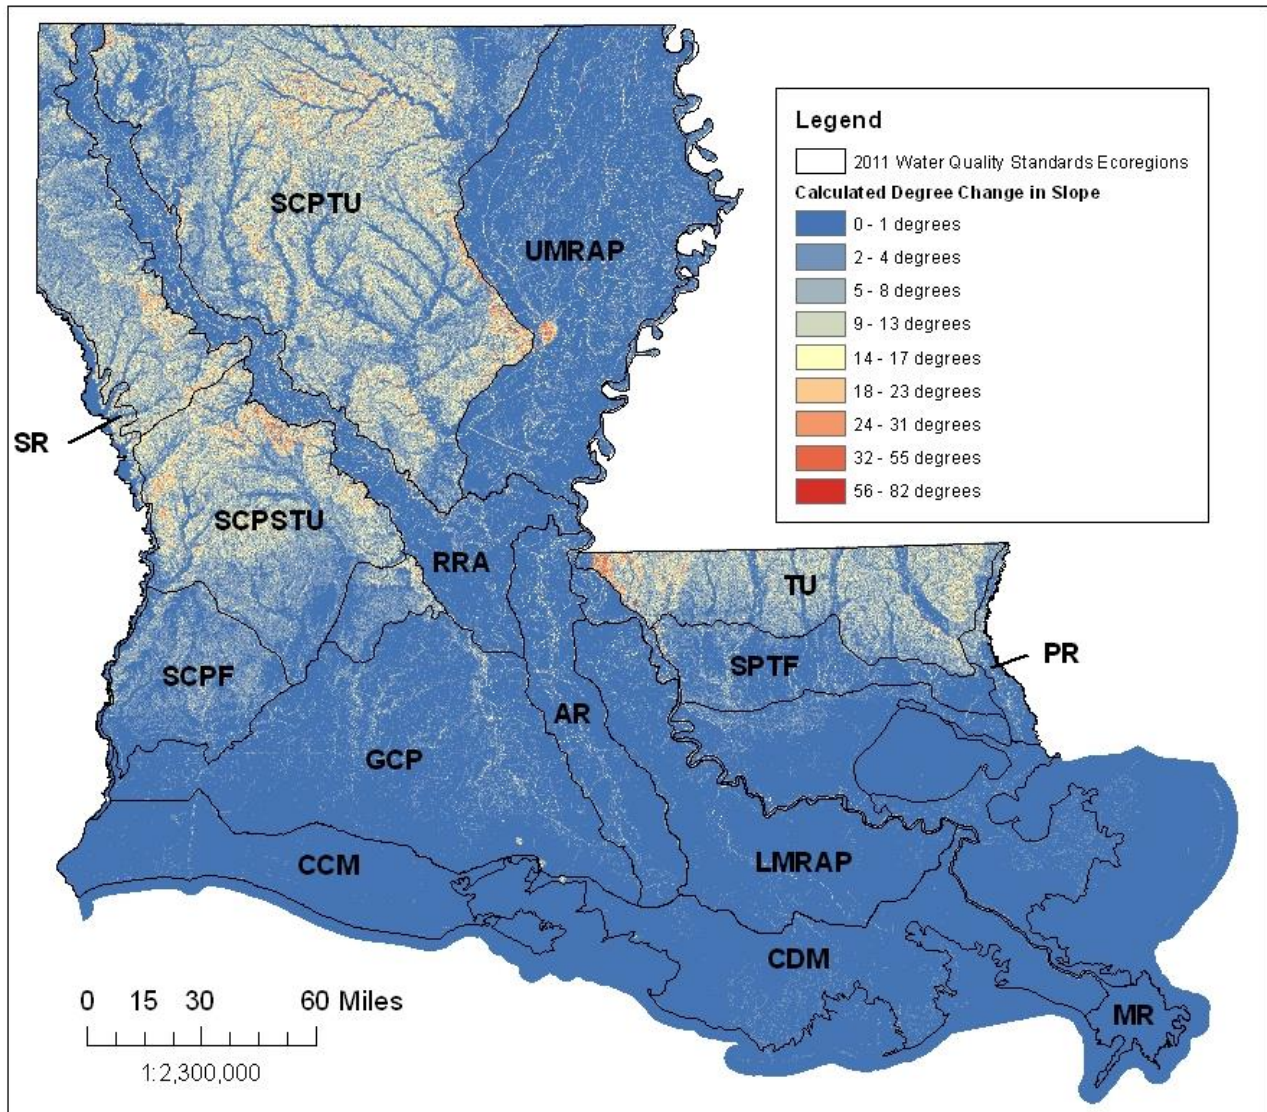 Legend
2011 Water Quality Standards Ecoregions
Calculated Degree Change in Slope
0 - 1 degrees
2 - 4 degrees
5 - 8 degrees
9 - 13 degrees
14 - 17 degrees
18 - 23 degrees
24 - 31 degrees
32 - 55 degrees
56 - 82 degrees
SCPTU
UMRAP
SR
SCPSTU
RRA
TU
PR
SPTF
SCPF
AR
GCP
CCM
LMRAP
CDM
MR
0 15 30 60 Miles
1:2,300,000